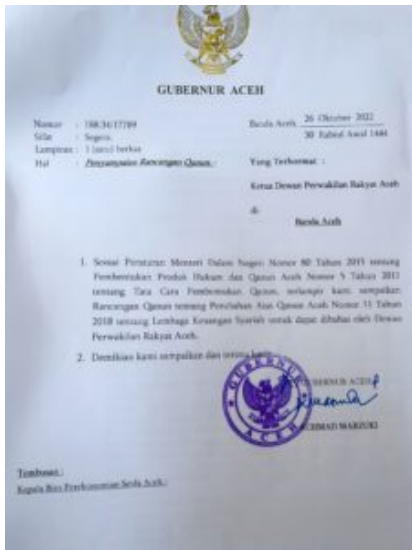 GUBERNUR ACEH
Nomor : 188.34/17789
Sifat : Segera.
Lampiran : 1 (satu) berkas
Hal : Penyampaian Rancangan Qanun.-
Banda Aceh, 26 Oktober 2022
30 Rabiul Awal 1444
Yang Terhormat :
Ketua Dewan Perwakilan Rakyat Aceh
di-
Banda Aceh
1. Sesuai Peraturan Menteri Dalam Negeri Nomor 80 Tahun 2015 tentang
Pembentukan Produk Hukum dan Qanun Aceh Nomor 5 Tahun 2011
tentang Tata Cara Pembentukan Qanun, terlampir kami sampaikan
Rancangan Qanun tentang Perubahan Atas Qanun Aceh Nomor 11 Tahun
2018 tentang Lembaga Keuangan Syariah untuk dapat dibahas oleh Dewan
Perwakilan Rakyat Aceh.
2. Demikian kami sampaikan dan terima kasih.
GUBERNUR ACEH
GUBERNUR
ACEH
ACHMAD MARZUKI
Tembusan :
Kepala Biro Perekonomian Setda Aceh.-